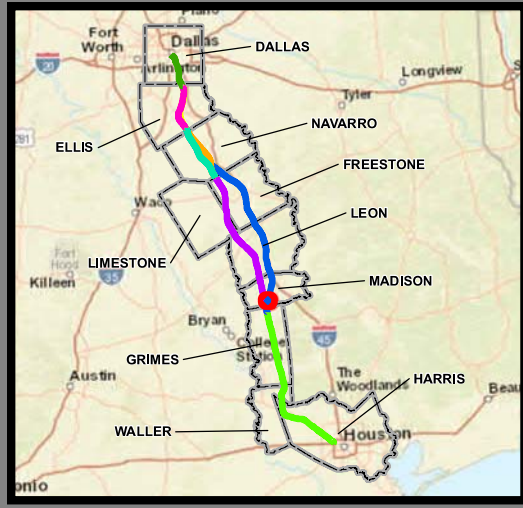 Plano
Fort
Worth
Dallas
DALLAS
Arlington
20
Longview
Tyler
NAVARRO
281
ELLIS
FREESTONE
Waco
LEON
Fort
Hood
LIMESTONE
35
MADISON
Killeen
Bryan
College
Station
45
GRIMES
The
Woodlands
Austin
HARRIS
Beau
WALLER
Houston
onio